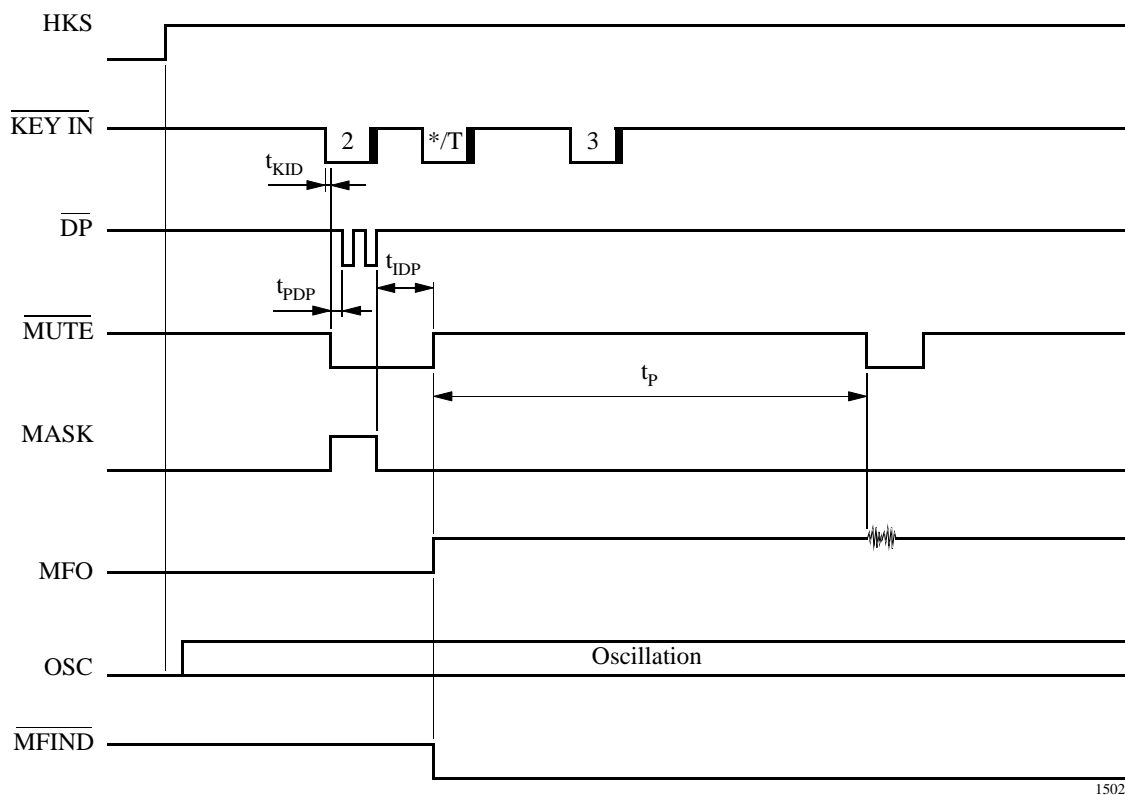 HKS
KEY IN
2
*/T
3
tKID
DP
tIDP
tPDP
MUTE
tP
MASK
MFO
OSC
Oscillation
MFIND
1502